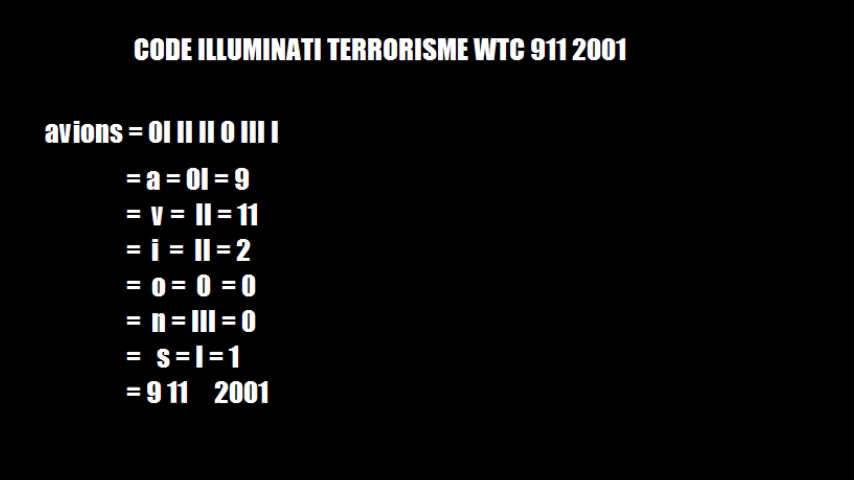 CODE ILLUMINATI TERRORISME WTC 911 2001
avions = 0I II II 0 III I
= a = 0I = 9
= v = II = 11
= i = II = 2
= o = 0 = 0
= n = III = 0
= s = I = 1
= 9 11 2001